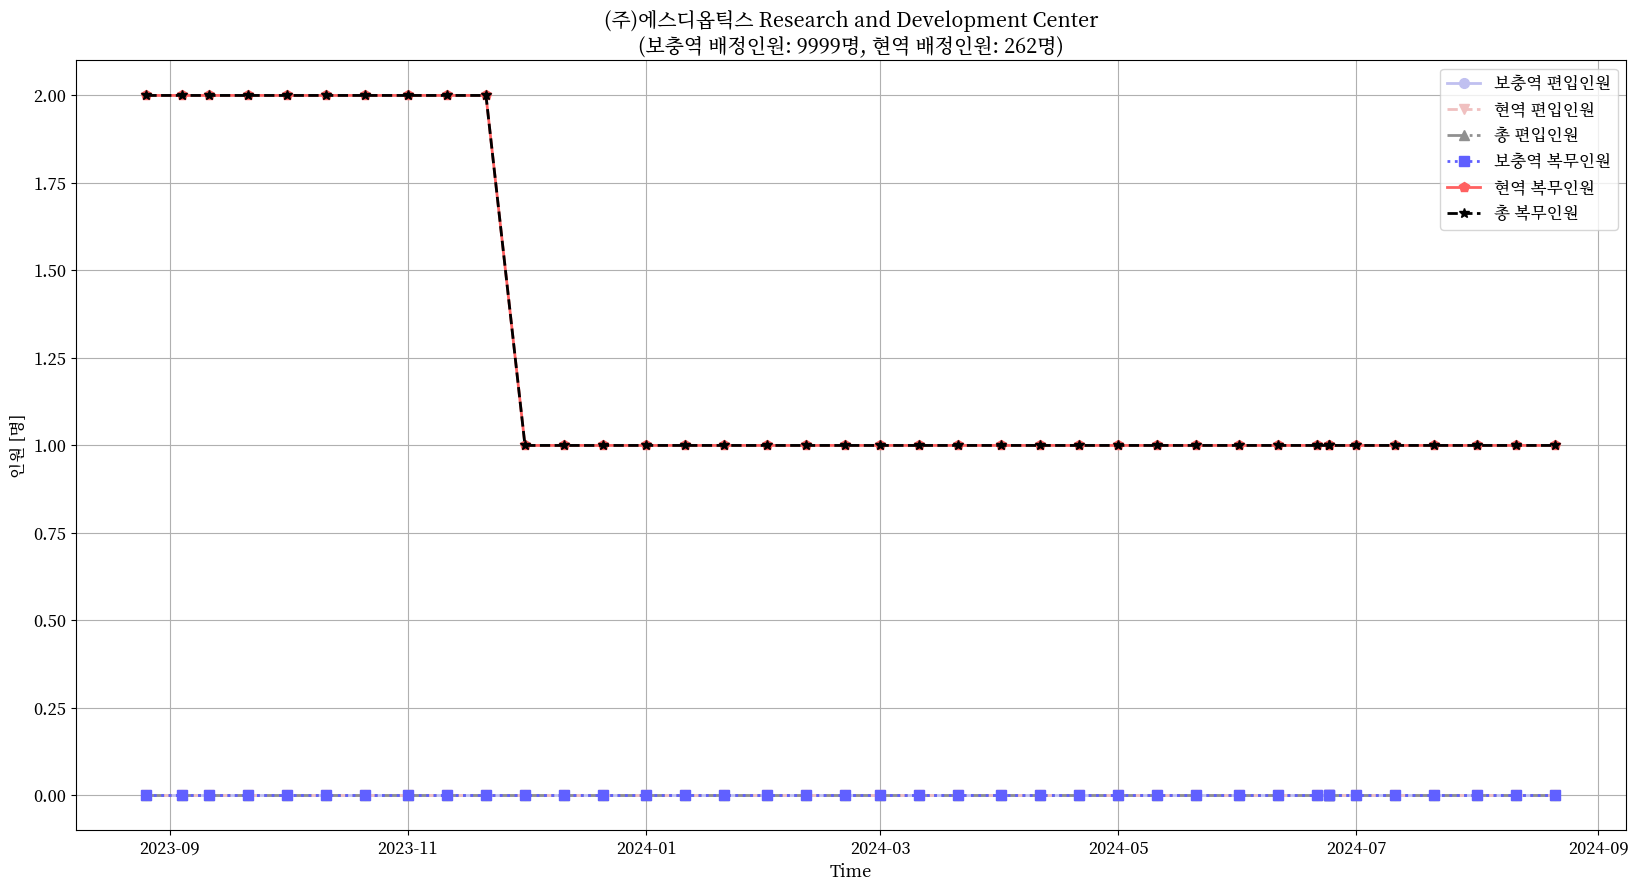 (주)에스디옵틱스 Research and Development Center
(보충역 배정인원: 9999명, 현역 배정인원: 262명)
보충역 편입인원
현역 편입인원
총 편입인원
보충역 복무인원
현역 복무인원
총 복무인원
인원 [명]
2.00
1.75
1.50
1.25
1.00
0.75
0.50
0.25
0.00
2023-09 2023-11 2024-01 2024-03 2024-05 2024-07 2024-09
Time